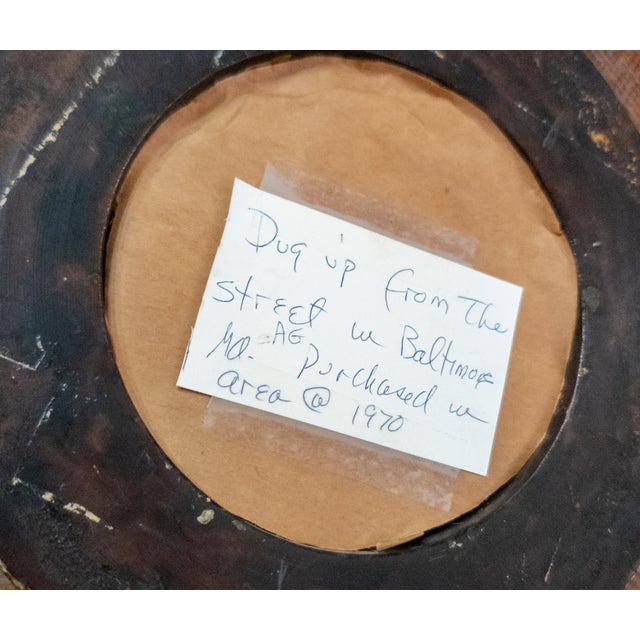 Dug up from The
street in Baltimore
AG
Md. purchased in
area @ 1970